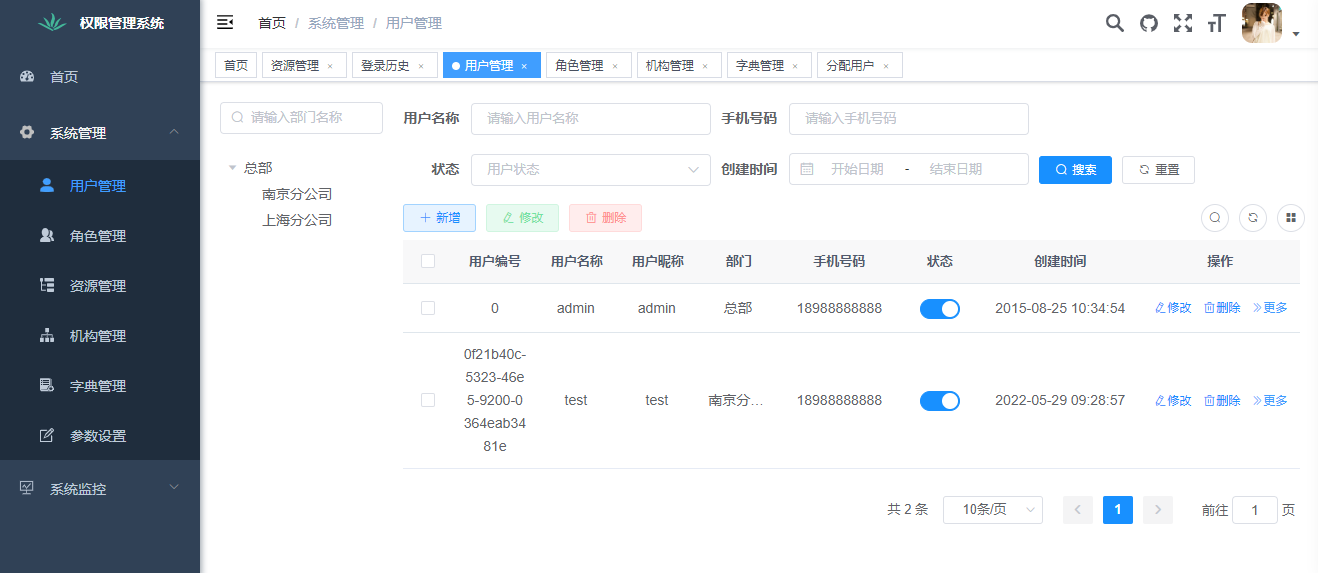 权限管理系统
首页 / 系统管理 / 用户管理
首页 资源管理 × 登录历史 × 用户管理 × 角色管理 × 机构管理 × 字典管理 × 分配用户 ×
首页
系统管理
用户管理
角色管理
资源管理
机构管理
字典管理
参数设置
系统监控
请输入部门名称
总部
南京分公司
上海分公司
用户名称 请输入用户名称 手机号码 请输入手机号码
状态 用户状态 创建时间 开始日期 - 结束日期 搜索 重置
新增 修改 删除
用户编号 用户名称 用户昵称 部门 手机号码 状态 创建时间 操作
0 admin admin 总部 18988888888 2015-08-25 10:34:54 修改 删除 更多
0f21b40c-
5323-46e
5-9200-0 test test 南京分… 18988888888 2022-05-29 09:28:57 修改 删除 更多
364eab34
81e
共 2 条 10条/页 1 前往 1 页